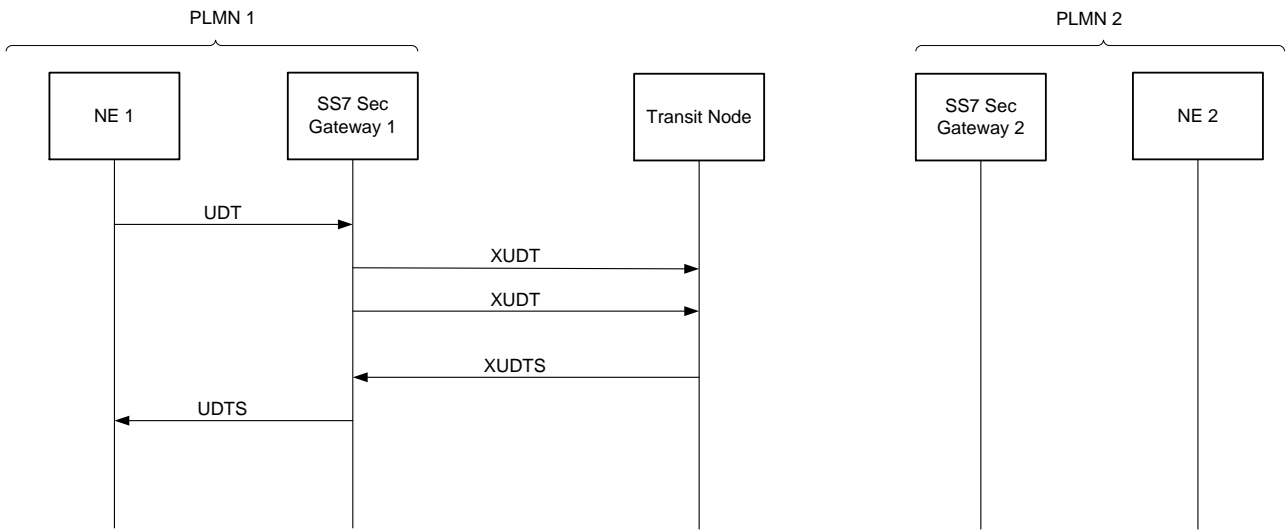 PLMN 1
PLMN 2
NE 1
SS7 Sec
Gateway 1
Transit Node
SS7 Sec
Gateway 2
NE 2
UDT
XUDT
XUDT
XUDTS
UDTS